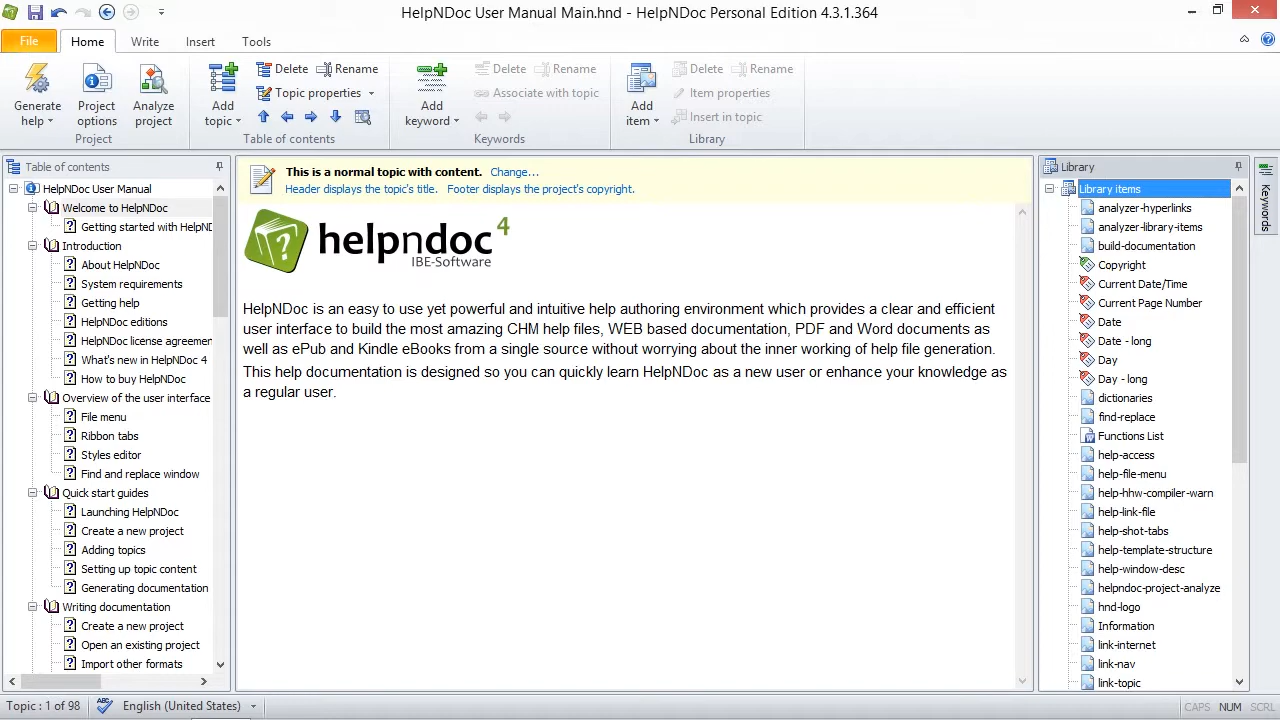 HelpNDoc User Manual Main.hnd - HelpNDoc Personal Edition 4.3.1.364
File
Home
Write
Insert
Tools
Generate help
Project options
Analyze project
Project
Add topic
Delete
Rename
Topic properties
Table of contents
Add keyword
Delete
Rename
Associate with topic
Keywords
Add item
Delete
Rename
Item properties
Insert in topic
Library
Table of contents
HelpNDoc User Manual
Welcome to HelpNDoc
Getting started with HelpND
Introduction
About HelpNDoc
System requirements
Getting help
HelpNDoc editions
HelpNDoc license agreemen
What's new in HelpNDoc 4
How to buy HelpNDoc
Overview of the user interface
File menu
Ribbon tabs
Styles editor
Find and replace window
Quick start guides
Launching HelpNDoc
Create a new project
Adding topics
Setting up topic content
Generating documentation
Writing documentation
Create a new project
Open an existing project
Import other formats
This is a normal topic with content. Change...
Header displays the topic's title. Footer displays the project's copyright.
helpndoc 4
IBE-Software
HelpNDoc is an easy to use yet powerful and intuitive help authoring environment which provides a clear and efficient
user interface to build the most amazing CHM help files, WEB based documentation, PDF and Word documents as
well as ePub and Kindle eBooks from a single source without worrying about the inner working of help file generation.
This help documentation is designed so you can quickly learn HelpNDoc as a new user or enhance your knowledge as
a regular user.
Library
Library items
analyzer-hyperlinks
analyzer-library-items
build-documentation
Copyright
Current Date/Time
Current Page Number
Date
Date - long
Day
Day - long
dictionaries
find-replace
Functions List
help-access
help-file-menu
help-hhw-compiler-warn
help-link-file
help-shot-tabs
help-template-structure
help-window-desc
helpndoc-project-analyze
hnd-logo
Information
link-internet
link-nav
link-topic
Keywords
Topic : 1 of 98
ABC
English (United States)
CAPS
NUM
SCRL